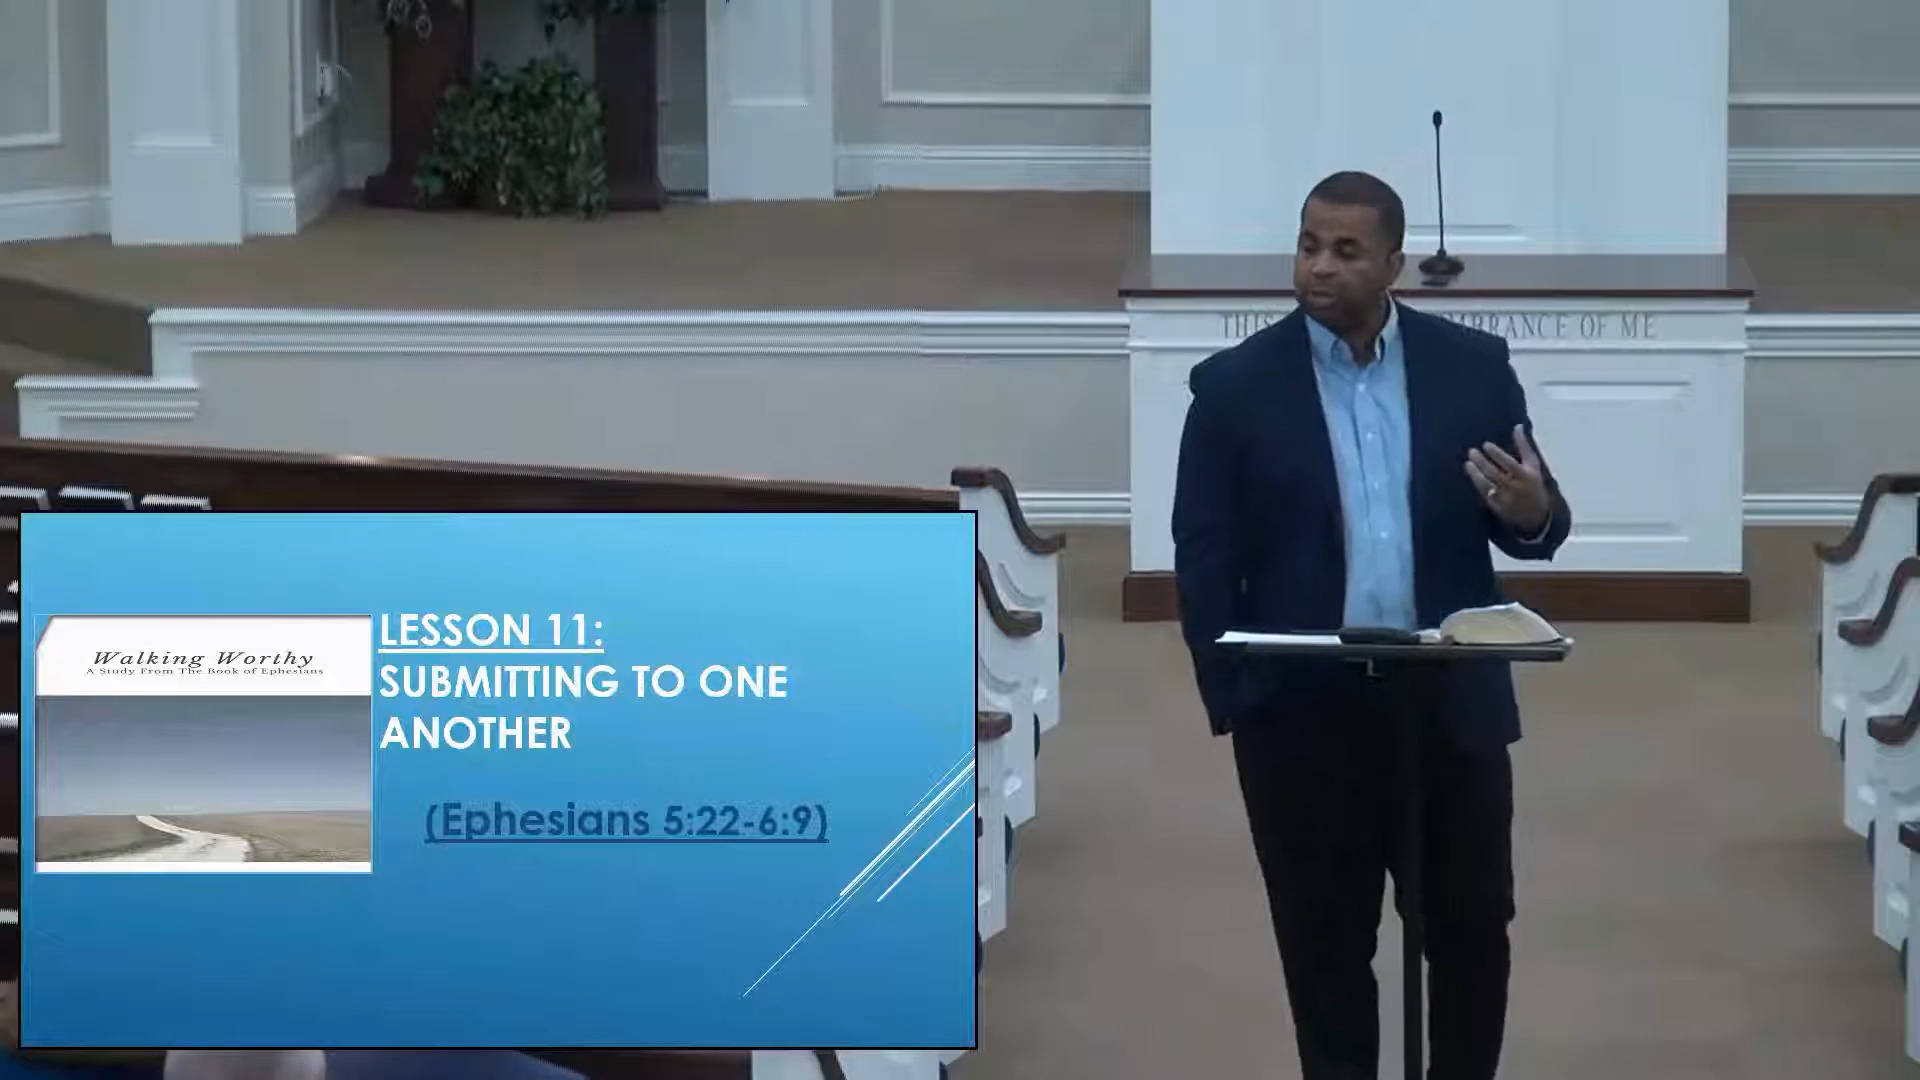 THIS MBRANCE OF ME
Walking Worthy
A Study From The Book of Ephesians
LESSON 11:
SUBMITTING TO ONE
ANOTHER
(Ephesians 5:22-6:9)